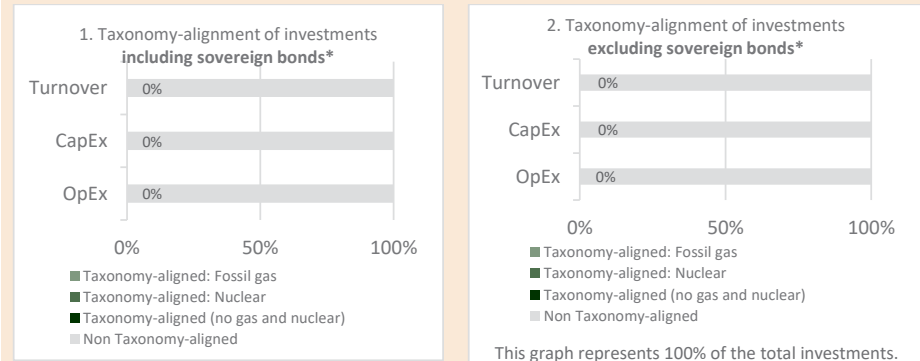 1. Taxonomy-alignment of investments
including sovereign bonds*
Turnover
0%
CapEx
0%
OpEx
0%
0%
50%
100%
Taxonomy-aligned: Fossil gas
Taxonomy-aligned: Nuclear
Taxonomy-aligned (no gas and nuclear)
Non Taxonomy-aligned
2. Taxonomy-alignment of investments
excluding sovereign bonds*
Turnover
0%
CapEx
0%
OpEx
0%
0%
50%
100%
Taxonomy-aligned: Fossil gas
Taxonomy-aligned: Nuclear
Taxonomy-aligned (no gas and nuclear)
Non Taxonomy-aligned
This graph represents 100% of the total investments.